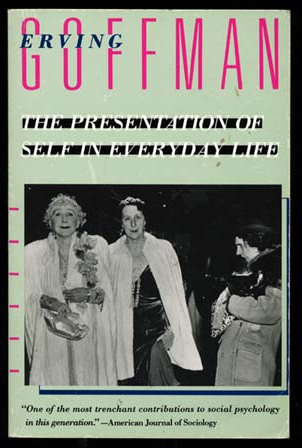 ERVING
GOFFMAN
THE PRESENTATION OF
SELF IN EVERYDAY LIFE
“One of the most trenchant contributions to social psychology
in this generation.”—American Journal of Sociology